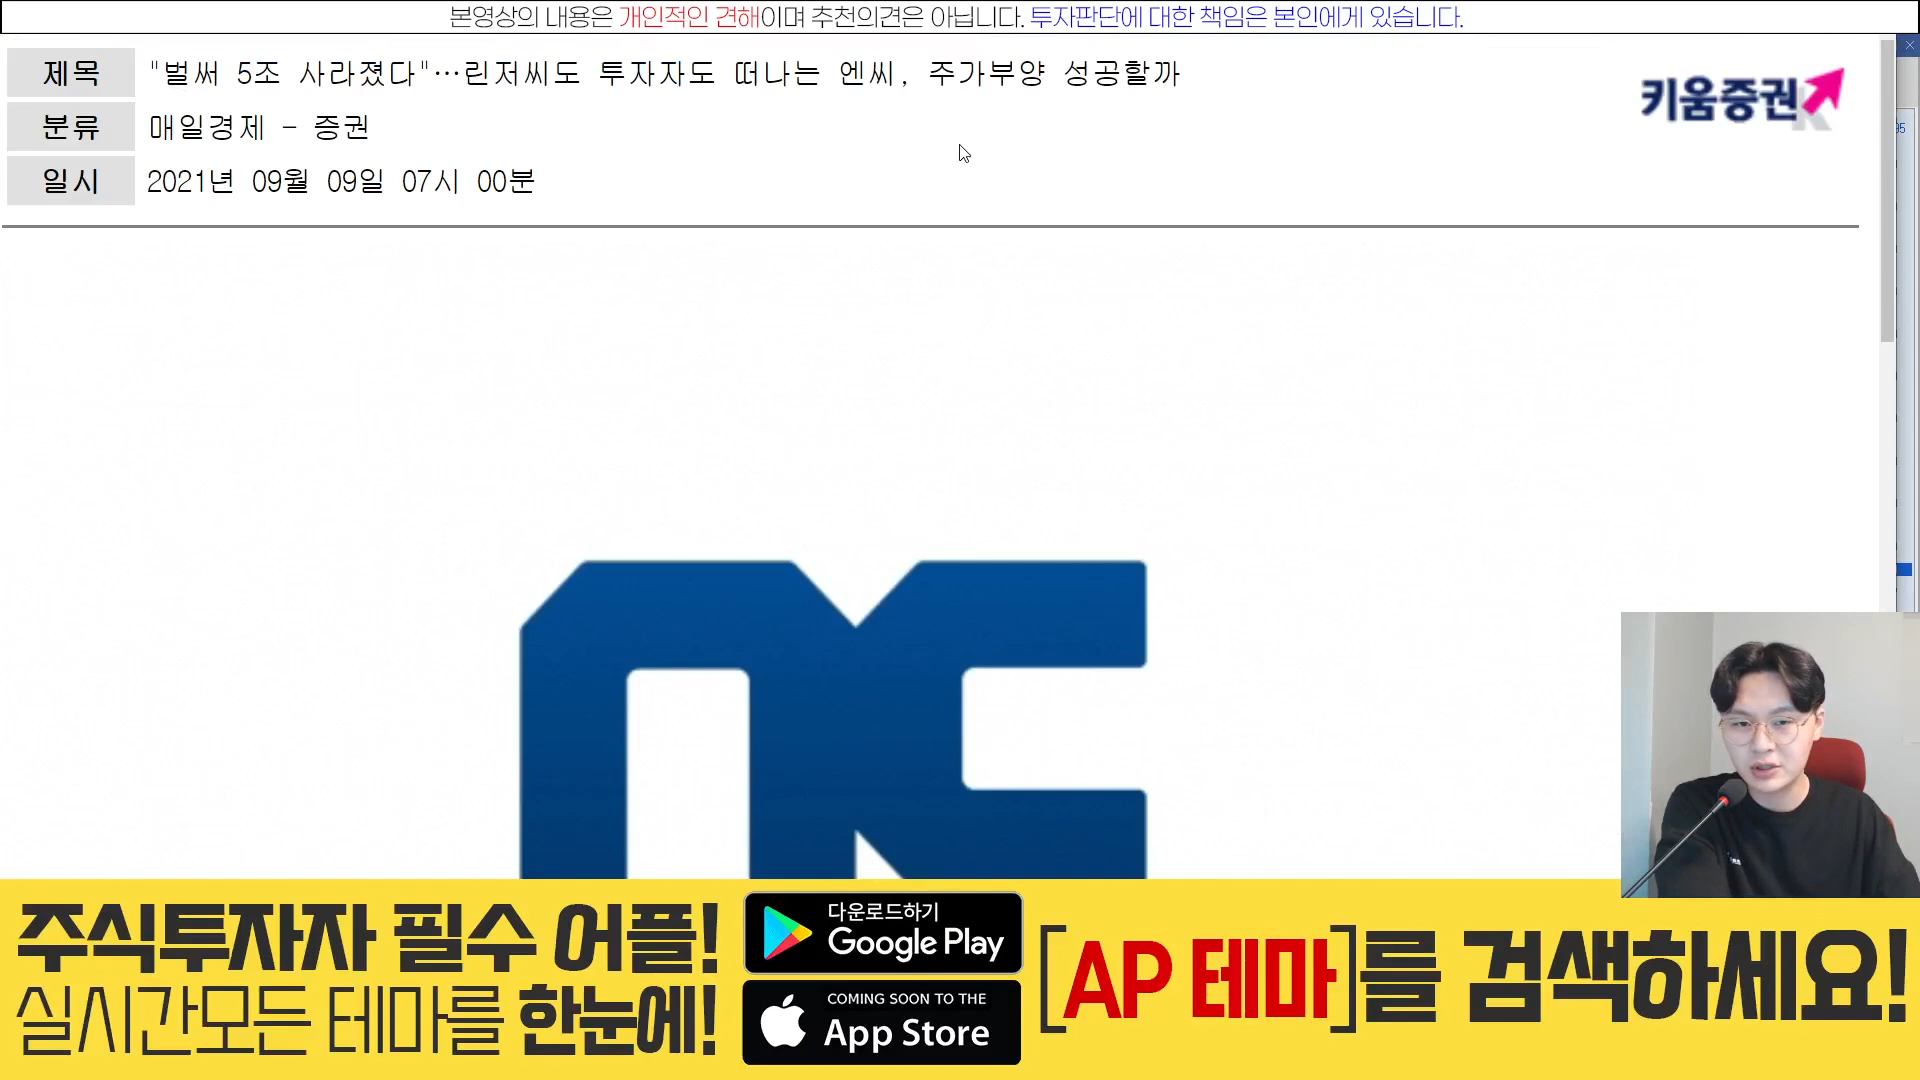 본영상의 내용은 개인적인 견해이며 추천의견은 아닙니다. 투자판단에 대한 책임은 본인에게 있습니다.
제목 "벌써 5조 사라졌다"…린저씨도 투자자도 떠나는 엔씨, 주가부양 성공할까
키움증권
분류 매일경제 - 증권
일시 2021년 09월 09일 07시 00분
95
주식투자자 필수 어플!
실시간모든 테마를 한눈에!
다운로드하기
Google Play
COMING SOON TO THE
App Store
[AP 테마]를 검색하세요!